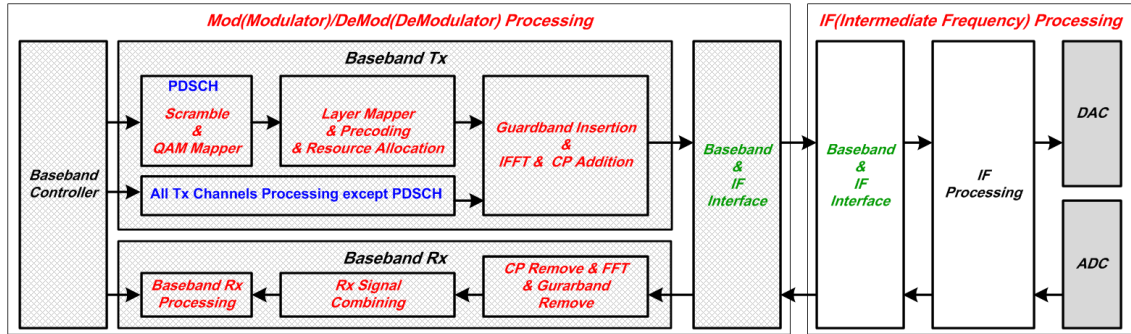 Mod(Modulator)/DeMod(DeModulator) Processing
IF(Intermediate Frequency) Processing
Baseband
Controller
Baseband Tx
PDSCH
Scramble
&
QAM Mapper
Layer Mapper
& Precoding
& Resource Allocation
All Tx Channels Processing except PDSCH
Guardband Insertion
&
IFFT & CP Addition
Baseband Rx
Baseband Rx
Processing
Rx Signal
Combining
CP Remove & FFT
& Gurarband
Remove
Baseband
&
IF
Interface
Baseband
&
IF
Interface
IF
Processing
DAC
ADC